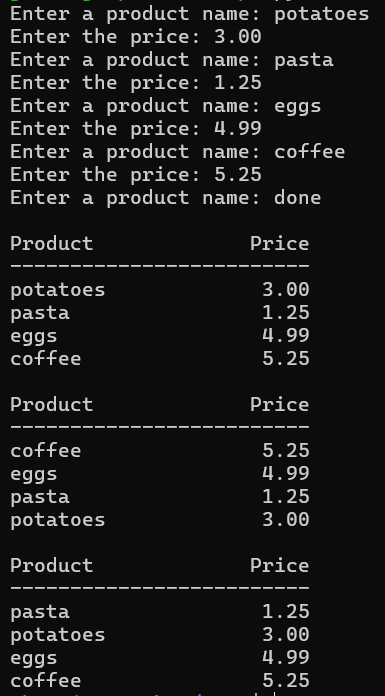 Enter a product name: potatoes
Enter the price: 3.00
Enter a product name: pasta
Enter the price: 1.25
Enter a product name: eggs
Enter the price: 4.99
Enter a product name: coffee
Enter the price: 5.25
Enter a product name: done
Product Price
-------------------------
potatoes 3.00
pasta 1.25
eggs 4.99
coffee 5.25
Product Price
-------------------------
coffee 5.25
eggs 4.99
pasta 1.25
potatoes 3.00
Product Price
-------------------------
pasta 1.25
potatoes 3.00
eggs 4.99
coffee 5.25